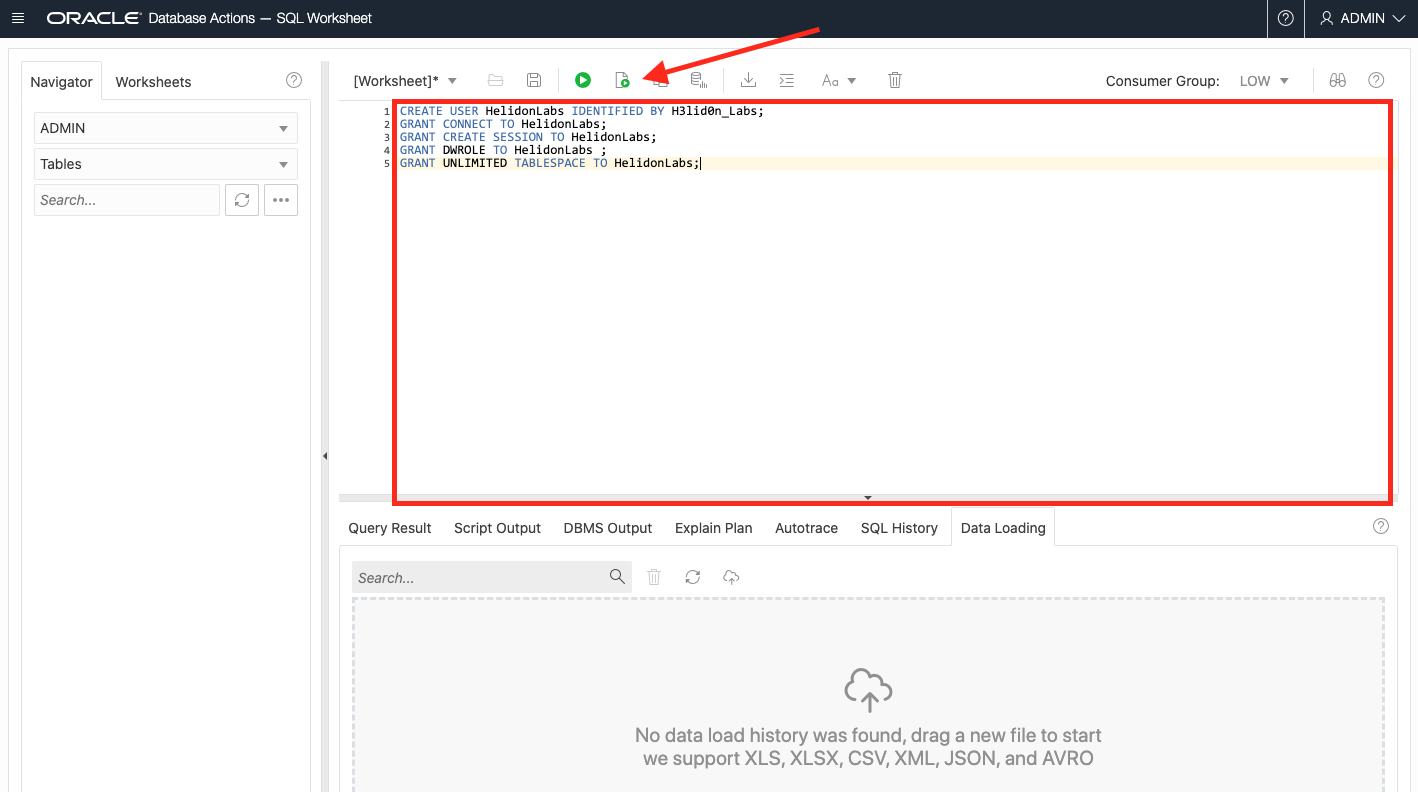 ORACLE Database Actions — SQL Worksheet
ADMIN
Navigator
Worksheets
ADMIN
Tables
Search...
[Worksheet]*
Aa
Consumer Group: LOW
1 CREATE USER HelidonLabs IDENTIFIED BY H3lid0n_Labs;
2 GRANT CONNECT TO HelidonLabs;
3 GRANT CREATE SESSION TO HelidonLabs;
4 GRANT DWROLE TO HelidonLabs ;
5 GRANT UNLIMITED TABLESPACE TO HelidonLabs;
Query Result
Script Output
DBMS Output
Explain Plan
Autotrace
SQL History
Data Loading
Search...
No data load history was found, drag a new file to start
we support XLS, XLSX, CSV, XML, JSON, and AVRO